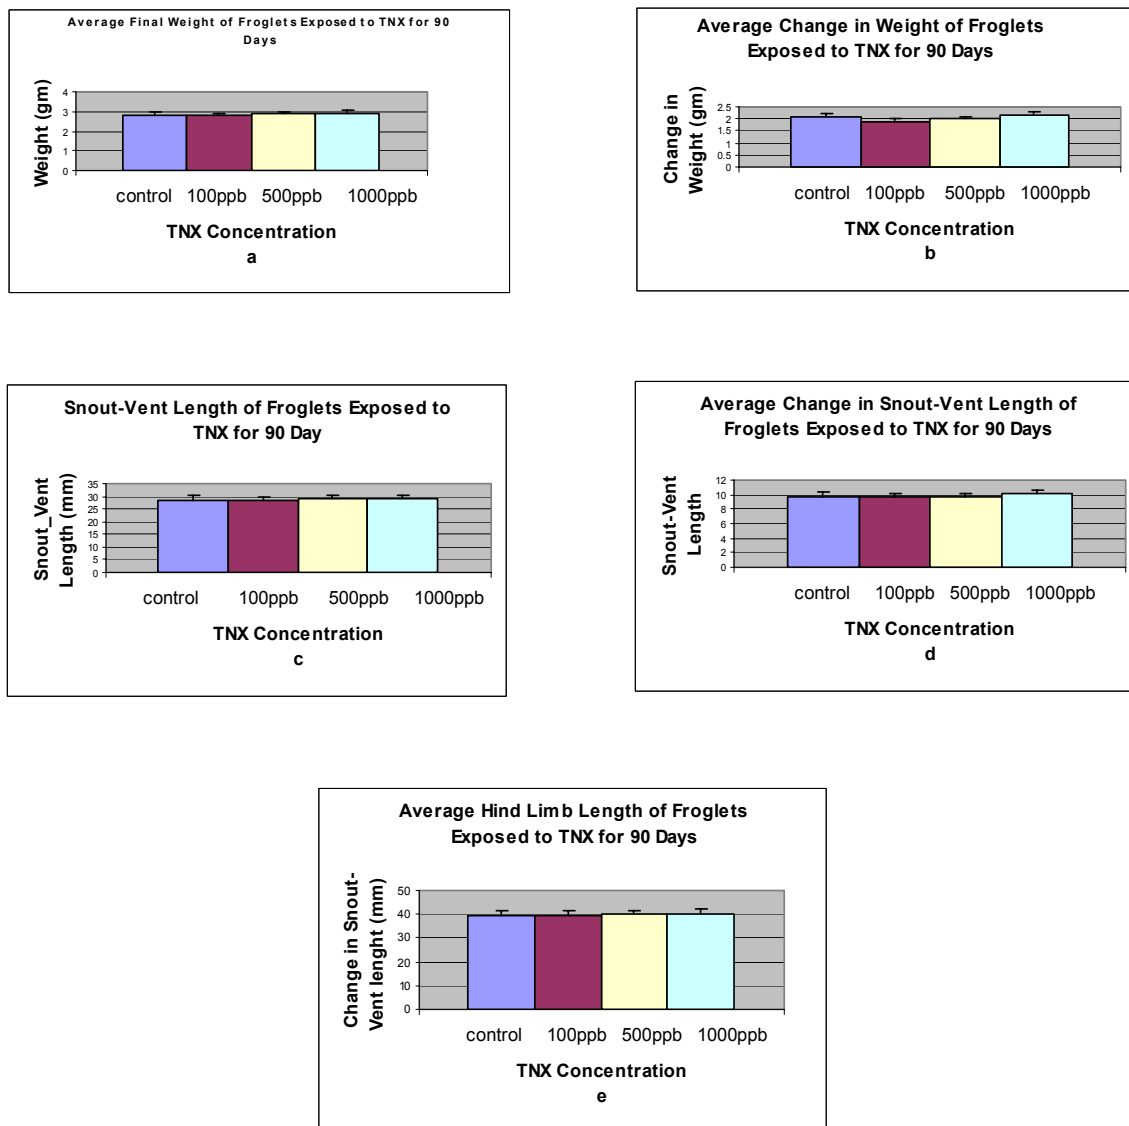 Average Final Weight of Froglets Exposed to TNX for 90
Days
Weight (gm)
4
3
2
1
0
control 100ppb 500ppb 1000ppb
TNX Concentration
a
Average Change in Weight of Froglets
Exposed to TNX for 90 Days
Change in
Weight (gm)
2.5
2
1.5
1
0.5
0
control 100ppb 500ppb 1000ppb
TNX Concentration
b
Snout-Vent Length of Froglets Exposed to
TNX for 90 Day
Snout_Vent
Length (mm)
35
30
25
20
15
10
5
0
control 100ppb 500ppb 1000ppb
TNX Concentration
c
Average Change in Snout-Vent Length of
Froglets Exposed to TNX for 90 Days
Snout-Vent
Length
12
10
8
6
4
2
0
control 100ppb 500ppb 1000ppb
TNX Concentration
d
Average Hind Limb Length of Froglets
Exposed to TNX for 90 Days
Change in Snout-
Vent lenght (mm)
50
40
30
20
10
0
control 100ppb 500ppb 1000ppb
TNX Concentration
e